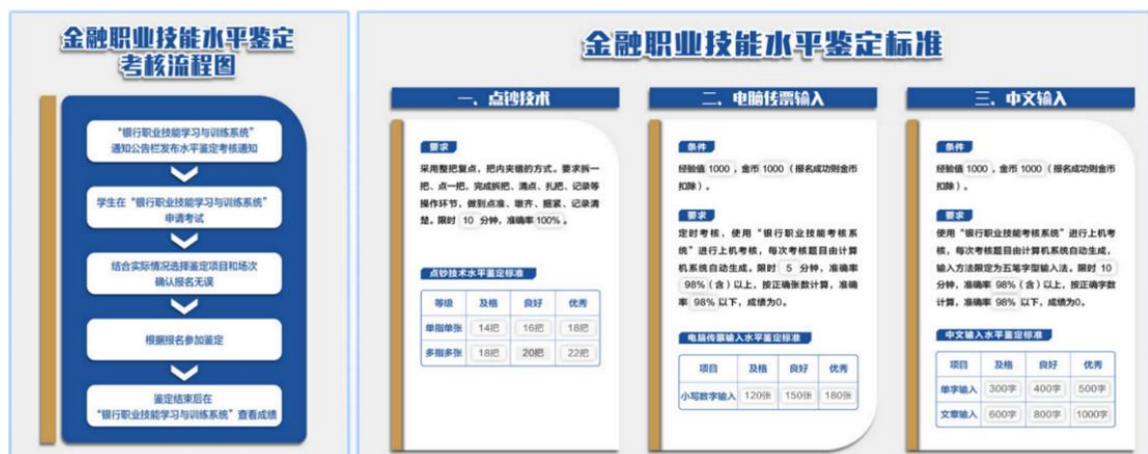 金融职业技能水平鉴定
考核流程图
“银行职业技能学习与训练系统”
通知公告栏发布水平鉴定考核通知
学生在“银行职业技能学习与训练系统”
申请考试
结合实际情况选择鉴定项目和场次
确认报名无误
根据报名参加鉴定
鉴定结束后在
“银行职业技能学习与训练系统”查看成绩
金融职业技能水平鉴定标准
一、点钞技术
要求
采用整把复点，把内夹错的方式。要求拆一
把、点一把，完成拆把、清点、扎把、记录等
操作环节，做到点准、墩齐、捆紧、记录清
楚。限时 10 分钟，准确率100%。
点钞技术水平鉴定标准
等级 及格 良好 优秀
单指单张 14把 16把 18把
多指多张 18把 20把 22把
二、电脑传票输入
条件
经验值 1000，金币 1000（报名成功则金币
扣除）。
要求
定时考核，使用“银行职业技能考核系
统”进行上机考核，每次考核题目由计算
机系统自动生成。限时 5 分钟，准确率
98%（含）以上，按正确张数计算，准确
率 98% 以下，成绩为0。
电脑传票输入水平鉴定标准
项目 及格 良好 优秀
小写数字输入 120张 150张 180张
三、中文输入
条件
经验值 1000，金币 1000（报名成功则金币
扣除）。
要求
使用“银行职业技能考核系统”进行上机考
核，每次考核题目由计算机系统自动生成，
输入方法限定为五笔字型输入法。限时 10
分钟，准确率 98%（含）以上，按正确字数
计算，准确率 98% 以下，成绩为0。
中文输入水平鉴定标准
项目 及格 良好 优秀
单字输入 300字 400字 500字
文章输入 600字 800字 1000字